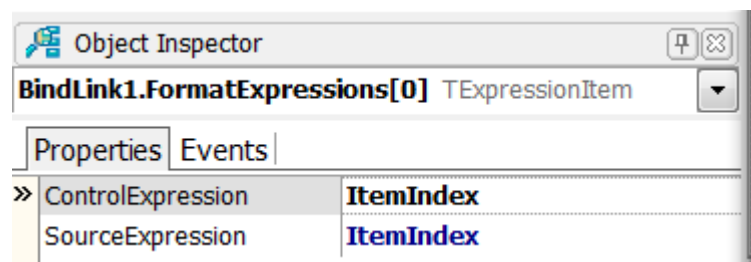 Object Inspector
BindLink1.FormatExpressions[0] TExpressionItem
Properties Events
ControlExpression ItemIndex
SourceExpression ItemIndex